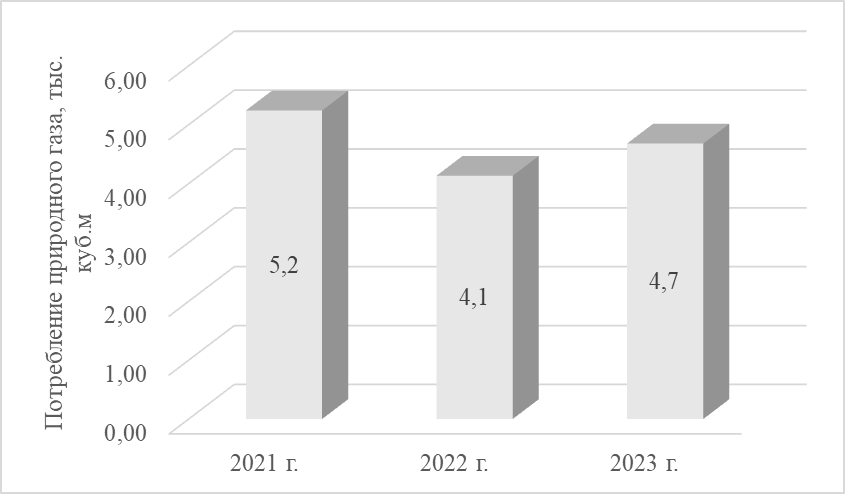 Потребление природного газа, тыс.
куб.м
6,00
5,00
4,00
3,00
2,00
1,00
0,00
5,2
4,1
4,7
2021 г.
2022 г.
2023 г.